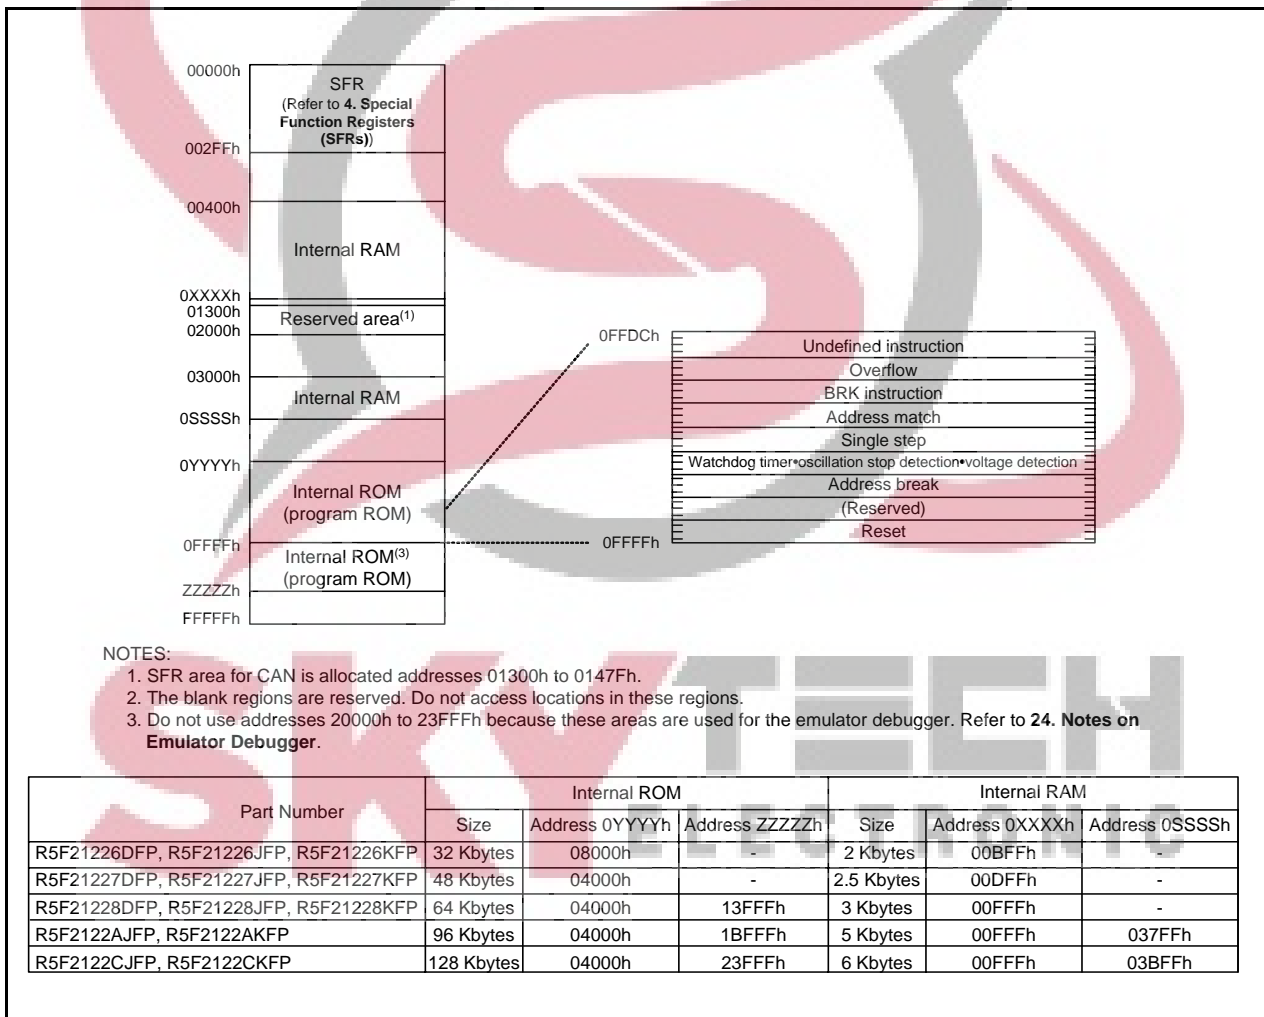 00000h
SFR
(Refer to 4. Special
Function Registers
(SFRs))
002FFh
00400h
Internal RAM
0XXXXh
01300h
Reserved area(1)
02000h
03000h
Internal RAM
0SSSSh
0YYYYh
Internal ROM
(program ROM)
0FFFFh
Internal ROM(3)
(program ROM)
ZZZZZh
FFFFFh
0FFDCh
Undefined instruction
Overflow
BRK instruction
Address match
Single step
Watchdog timer•oscillation stop detection•voltage detection
Address break
(Reserved)
0FFFFh
Reset
NOTES:
1. SFR area for CAN is allocated addresses 01300h to 0147Fh.
2. The blank regions are reserved. Do not access locations in these regions.
3. Do not use addresses 20000h to 23FFFh because these areas are used for the emulator debugger. Refer to 24. Notes on
Emulator Debugger.
Part Number Internal ROM Internal RAM
Size Address 0YYYYh Address ZZZZZh Size Address 0XXXXh Address 0SSSSh
R5F21226DFP, R5F21226JFP, R5F21226KFP 32 Kbytes 08000h - 2 Kbytes 00BFFh -
R5F21227DFP, R5F21227JFP, R5F21227KFP 48 Kbytes 04000h - 2.5 Kbytes 00DFFh -
R5F21228DFP, R5F21228JFP, R5F21228KFP 64 Kbytes 04000h 13FFFh 3 Kbytes 00FFFh -
R5F2122AJFP, R5F2122AKFP 96 Kbytes 04000h 1BFFFh 5 Kbytes 00FFFh 037FFh
R5F2122CJFP, R5F2122CKFP 128 Kbytes 04000h 23FFFh 6 Kbytes 00FFFh 03BFFh
SKYTECH
ELECTRONIC